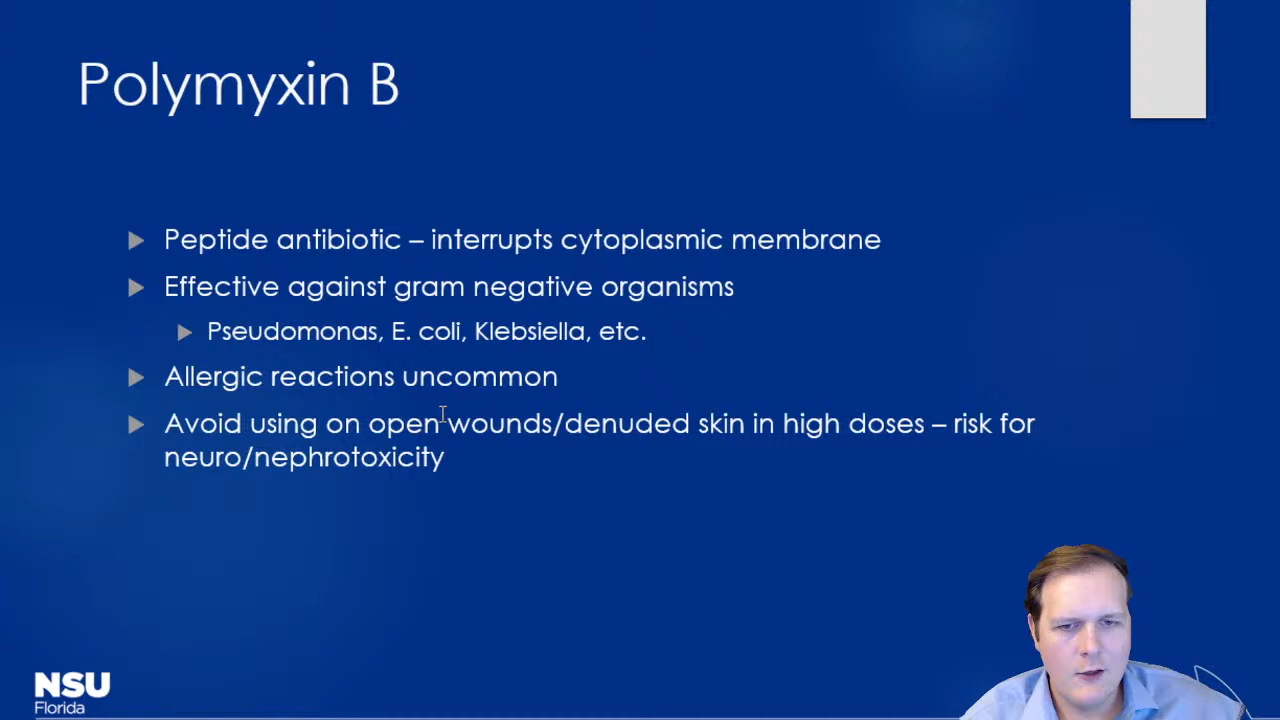 Polymyxin B
Peptide antibiotic – interrupts cytoplasmic membrane
Effective against gram negative organisms
Pseudomonas, E. coli, Klebsiella, etc.
Allergic reactions uncommon
Avoid using on open wounds/denuded skin in high doses – risk for
neuro/nephrotoxicity
NSU
Florida